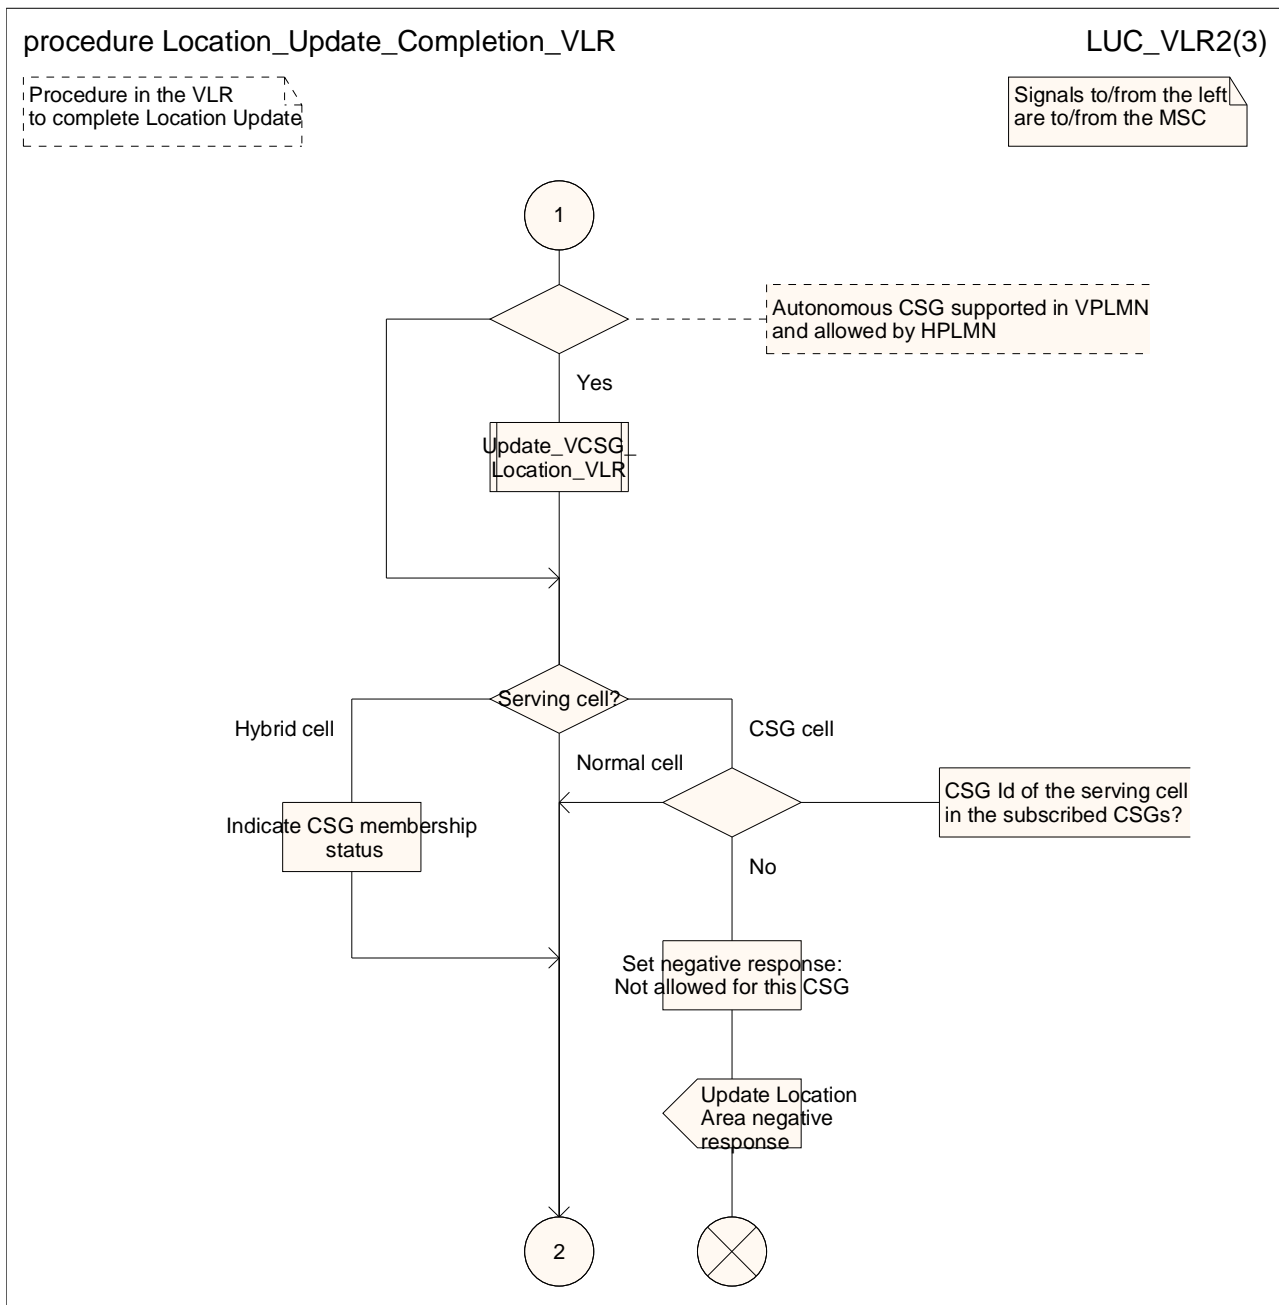 procedure Location_Update_Completion_VLR
LUC_VLR2(3)
Procedure in the VLR
to complete Location Update
Signals to/from the left
are to/from the MSC
1
Autonomous CSG supported in VPLMN
and allowed by HPLMN
Yes
Update_VCSG_
Location_VLR
Serving cell?
Hybrid cell
CSG cell
Normal cell
CSG Id of the serving cell
in the subscribed CSGs?
Indicate CSG membership
status
No
Set negative response:
Not allowed for this CSG
Update Location
Area negative
response
2